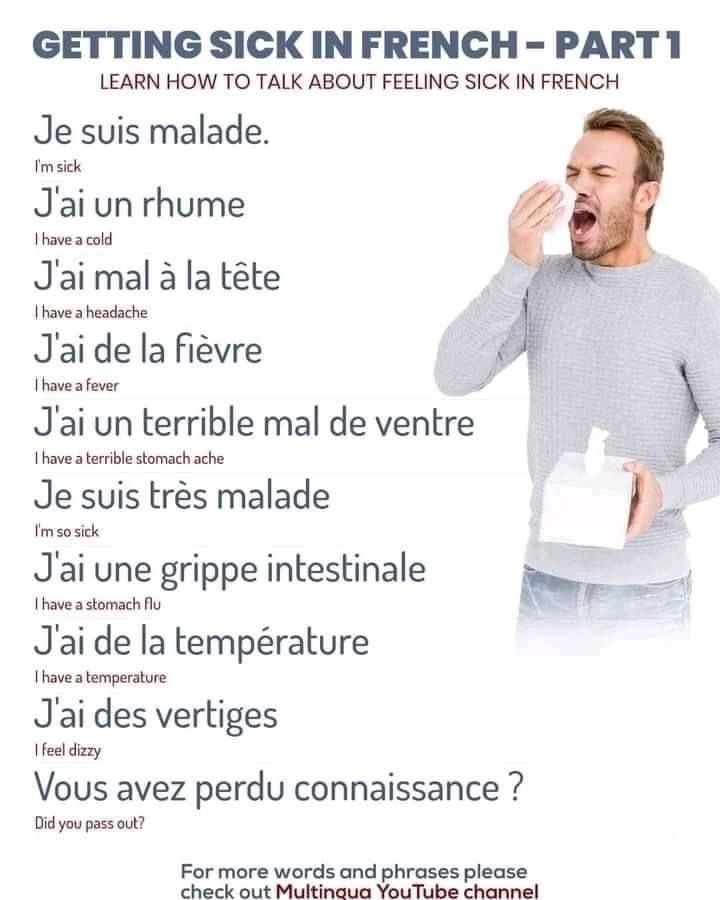 GETTING SICK IN FRENCH - PART 1
LEARN HOW TO TALK ABOUT FEELING SICK IN FRENCH
Je suis malade.
I'm sick
J'ai un rhume
I have a cold
J'ai mal à la tête
I have a headache
J'ai de la fièvre
I have a fever
J'ai un terrible mal de ventre
I have a terrible stomach ache
Je suis très malade
I'm so sick
J'ai une grippe intestinale
I have a stomach flu
J'ai de la température
I have a temperature
J'ai des vertiges
I feel dizzy
Vous avez perdu connaissance ?
Did you pass out?
For more words and phrases please
check out Multinqua YouTube channel